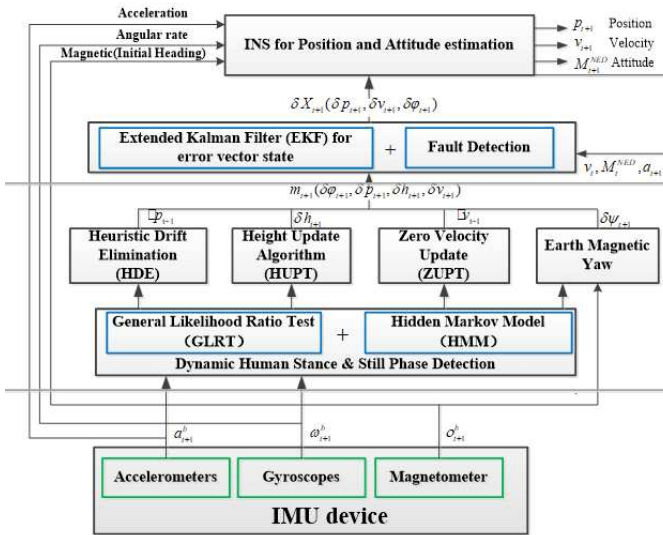 Acceleration
Angular rate
Magnetic(Initial Heading)
INS for Position and Attitude estimation
p_{t+1} Position
v_{t+1} Velocity
M_{t+1}^{NED} Attitude
δX_{t+1}(δp_{t+1},δv_{t+1},δφ_{t+1})
Extended Kalman Filter (EKF) for
error vector state
+
Fault Detection
v_t, M_t^{NED}, a_{t+1}
m_{t+1}(δφ_{t+1},δp_{t+1},δh_{t+1},δv_{t+1})
δh_{t+1}
δψ_{t+1}
Heuristic Drift
Elimination
(HDE)
Height Update
Algorithm
(HUPT)
Zero Velocity
Update
(ZUPT)
Earth Magnetic
Yaw
General Likelihood Ratio Test
(GLRT)
+
Hidden Markov Model
(HMM)
Dynamic Human Stance & Still Phase Detection
a_{t+1}^b
ω_{t+1}^b
σ_{t+1}^b
Accelerometers
Gyroscopes
Magnetometer
IMU device